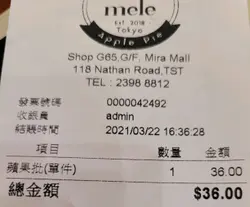 mele
Est. 2018
Tokyo
Apple Pie
Shop G65,G/F, Mira Mall
118 Nathan Road,TST
TEL : 2398 8812
發票號碼 0000042492
收銀員 admin
結賬時間 2021/03/22 16:36:28
項目 數量 金額
蘋果批(單件) 1 36.00
總金額 $36.00